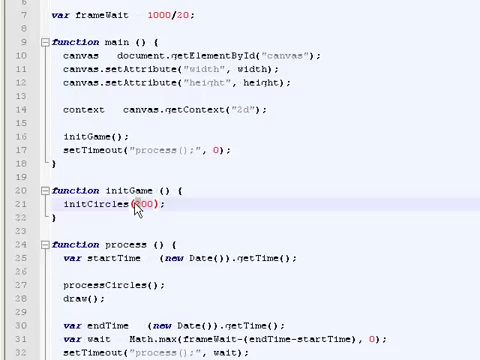 6
7 var frameWait 1000/20;
8
9 function main () {
10 canvas document.getElementById("canvas");
11 canvas.setAttribute("width", width);
12 canvas.setAttribute("height", height);
13
14 context canvas.getContext("2d");
15
16 initGame();
17 setTimeout("process();", 0);
18 }
19
20 function initGame () {
21 initCircles(
22 }
23
24 function process () {
25 var startTime (new Date()).getTime();
26
27 processCircles();
28 draw();
29
30 var endTime (new Date()).getTime();
31 var wait Math.max(frameWait-(endTime-startTime), 0);
32 setTimeout("process();", wait);